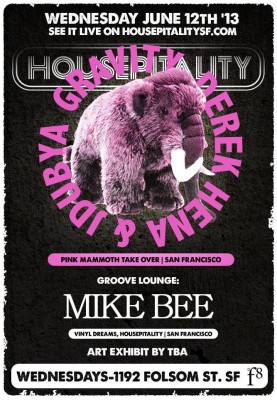 WEDNESDAY JUNE 12TH '13
SEE IT LIVE ON HOUSEPITALITYSF.COM
HOUSEPITALITY
GRAVITY DEREK HENA & JDUBYA
PINK MAMMOTH TAKE OVER | SAN FRANCISCO
GROOVE LOUNGE:
MIKE BEE
VINYL DREAMS, HOUSEPITALITY | SAN FRANCISCO
ART EXHIBIT BY TBA
WEDNESDAYS-1192 FOLSOM ST. SF
f8